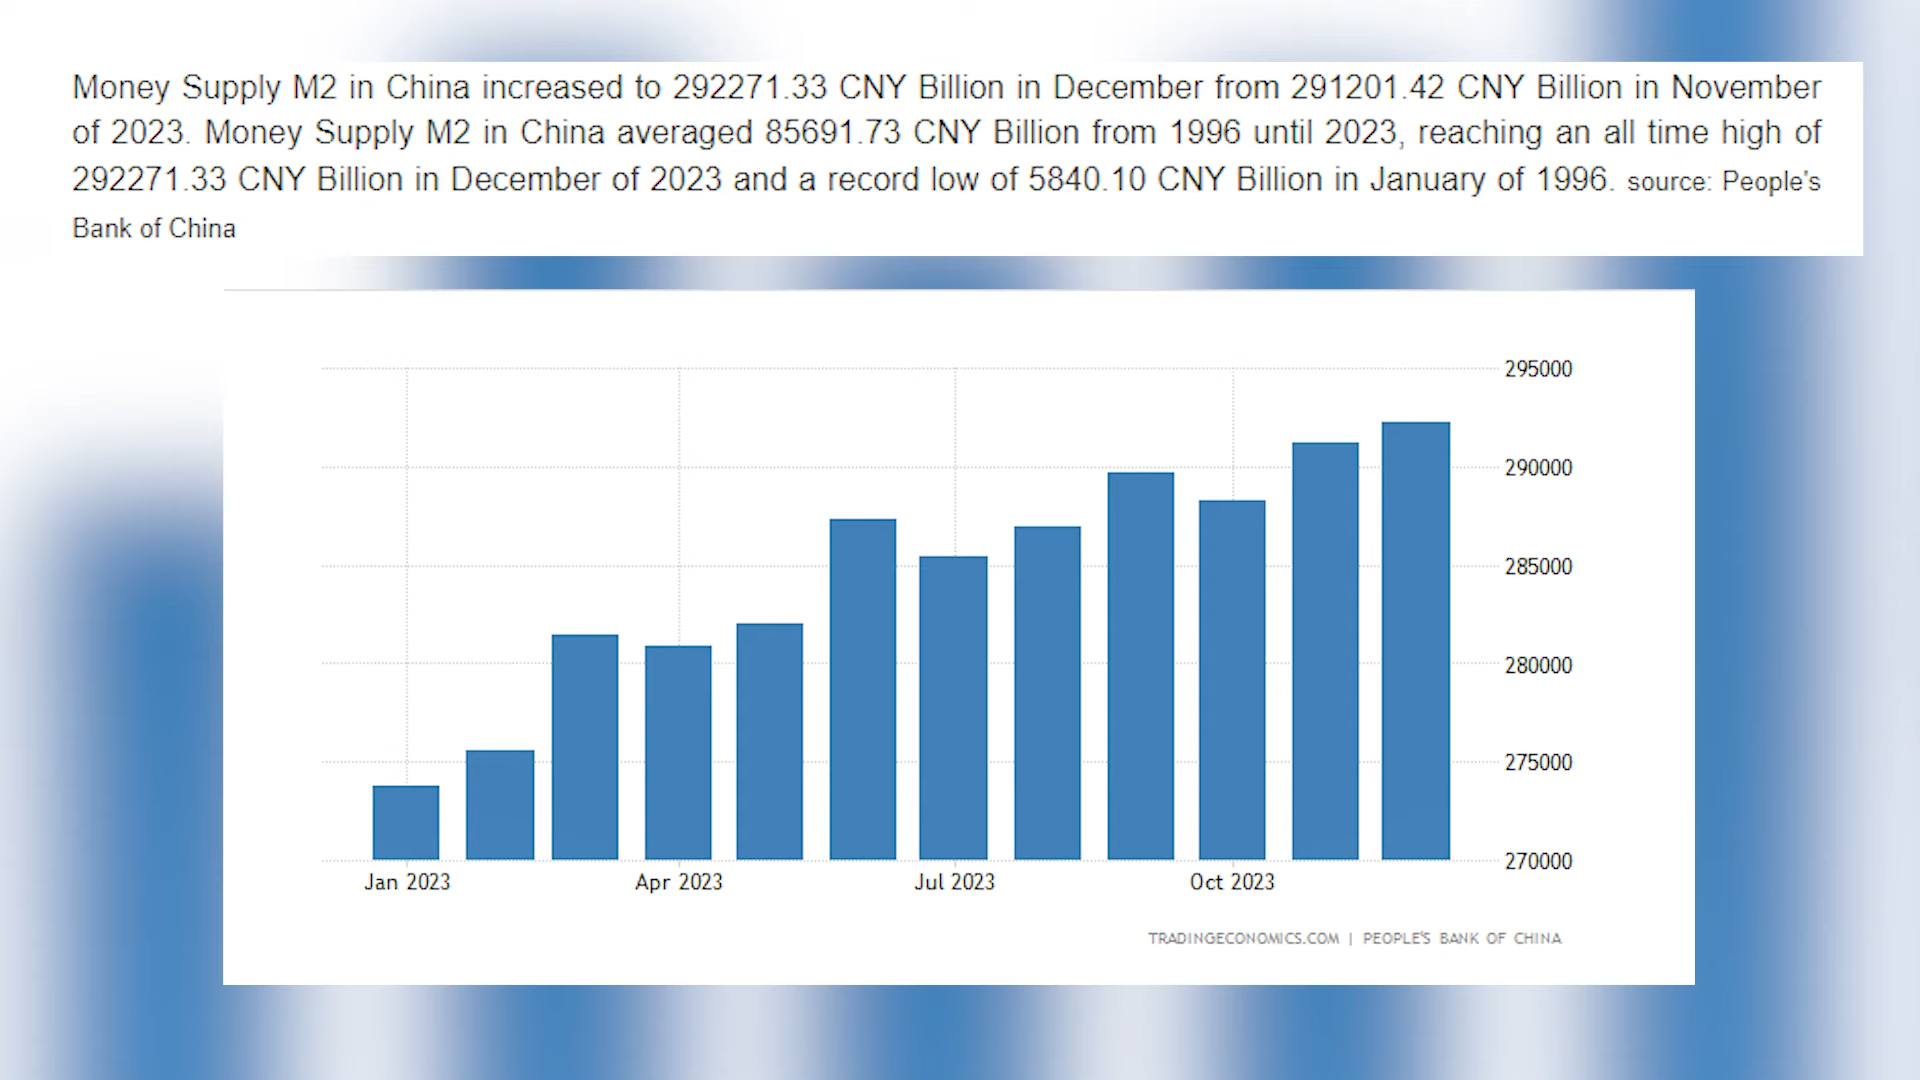 Money Supply M2 in China increased to 292271.33 CNY Billion in December from 291201.42 CNY Billion in November
of 2023. Money Supply M2 in China averaged 85691.73 CNY Billion from 1996 until 2023, reaching an all time high of
292271.33 CNY Billion in December of 2023 and a record low of 5840.10 CNY Billion in January of 1996. source: People's
Bank of China
295000
290000
285000
280000
275000
270000
Jan 2023 Apr 2023 Jul 2023 Oct 2023
TRADINGECONOMICS.COM | PEOPLE'S BANK OF CHINA